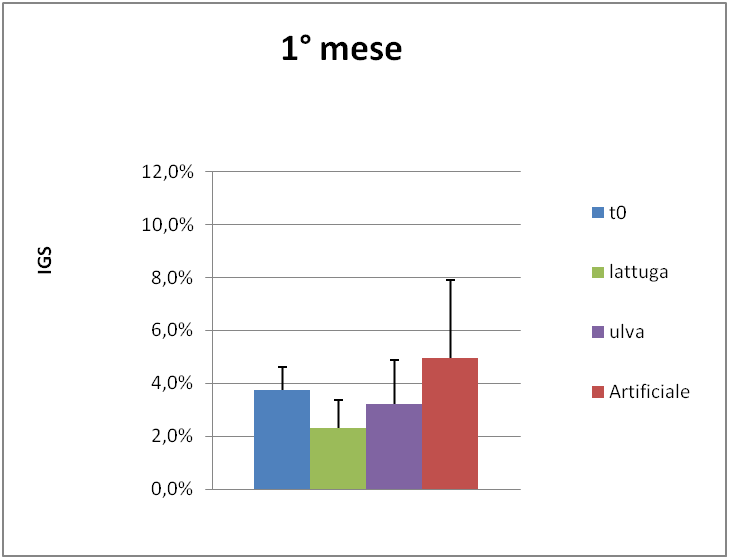 1° mese
12,0%
10,0%
8,0%
6,0%
4,0%
2,0%
0,0%
IGS
t0
lattuga
ulva
Artificiale